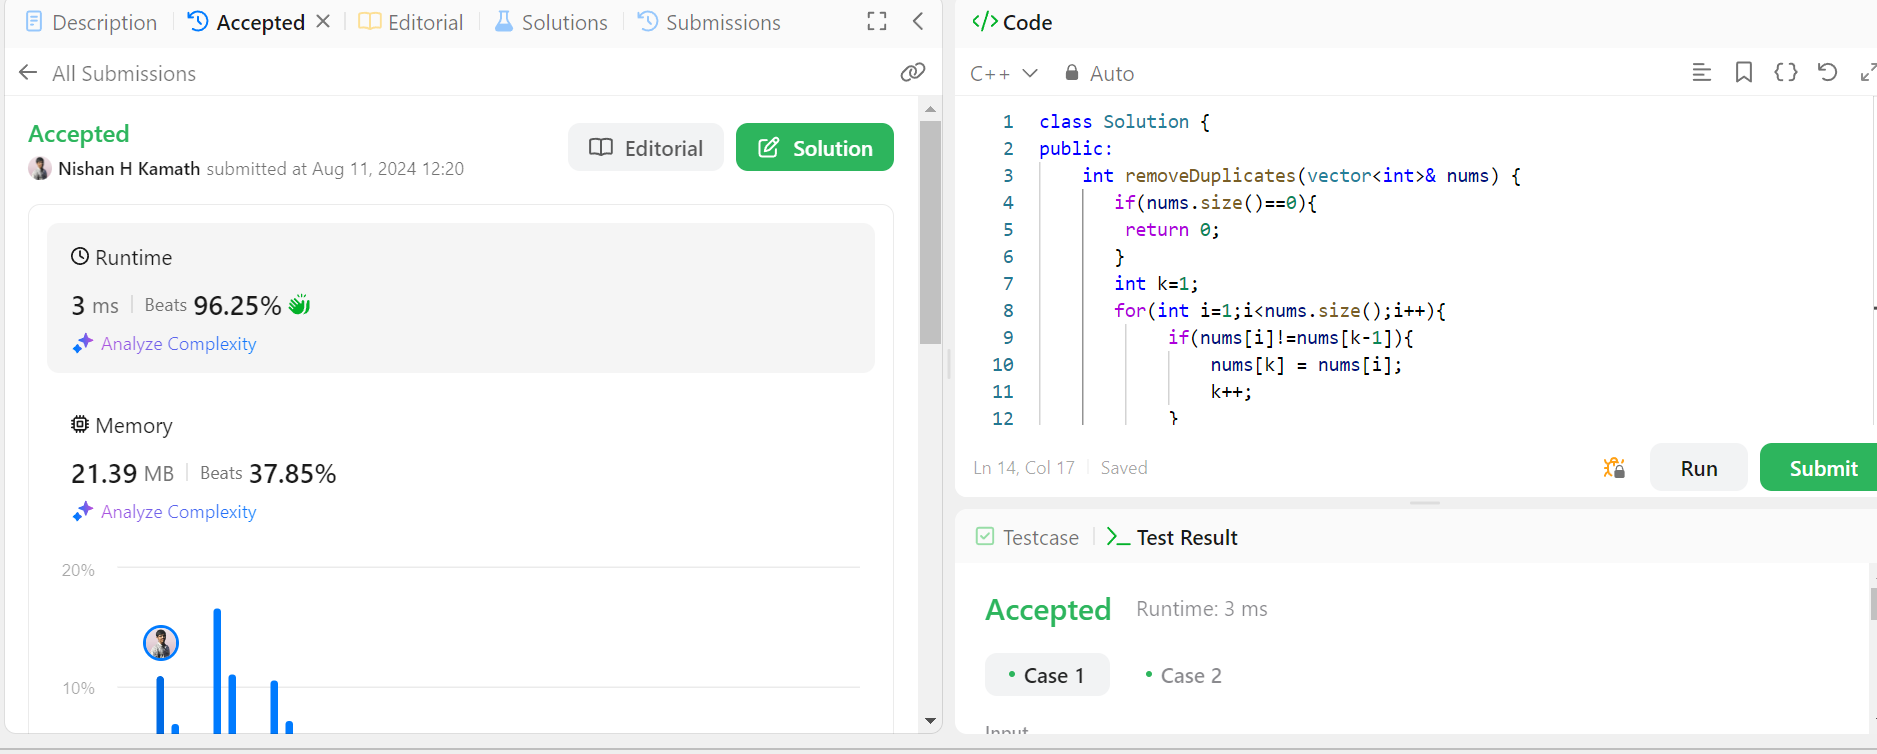 Description
Accepted
Editorial
Solutions
Submissions
All Submissions
Accepted
Nishan H Kamath submitted at Aug 11, 2024 12:20
Editorial
Solution
Runtime
3 ms
Beats 96.25%
Analyze Complexity
Memory
21.39 MB
Beats 37.85%
Analyze Complexity
20%
10%
</> Code
C++
Auto
1 class Solution {
2 public:
3 int removeDuplicates(vector<int>& nums) {
4 if(nums.size()==0){
5 return 0;
6 }
7 int k=1;
8 for(int i=1;i<nums.size();i++){
9 if(nums[i]!=nums[k-1]){
10 nums[k] = nums[i];
11 k++;
12 }
Ln 14, Col 17
Saved
Run
Submit
Testcase
Test Result
Accepted
Runtime: 3 ms
Case 1
Case 2
Input